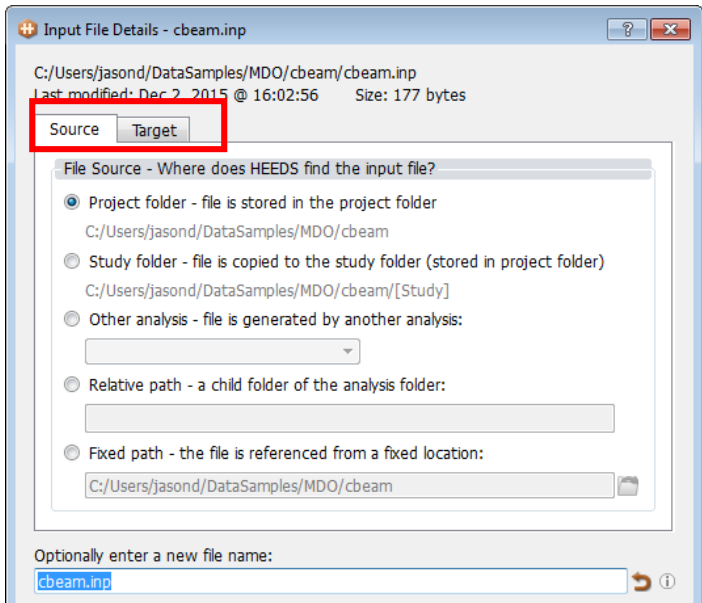 Input File Details - cbeam.inp
?
C:/Users/jasond/DataSamples/MDO/cbeam/cbeam.inp
Last modified: Dec 2, 2015 @ 16:02:56 Size: 177 bytes
Source Target
File Source - Where does HEEDS find the input file?
Project folder - file is stored in the project folder
C:/Users/jasond/DataSamples/MDO/cbeam
Study folder - file is copied to the study folder (stored in project folder)
C:/Users/jasond/DataSamples/MDO/cbeam/[Study]
Other analysis - file is generated by another analysis:
Relative path - a child folder of the analysis folder:
Fixed path - the file is referenced from a fixed location:
C:/Users/jasond/DataSamples/MDO/cbeam
Optionally enter a new file name:
cbeam.inp